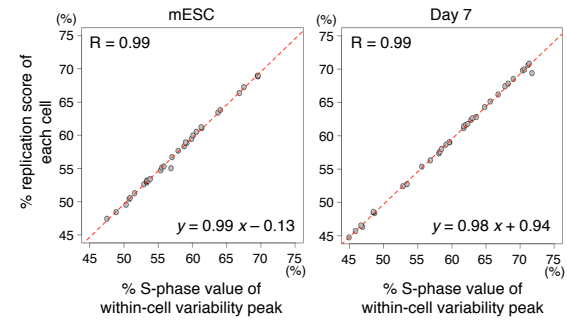 mESC
Day 7
(%)
75
70
65
60
55
50
45
R = 0.99
y = 0.99 x – 0.13
45 50 55 60 65 70 75
(%)
% replication score of
each cell
% S-phase value of
within-cell variability peak
(%)
75
70
65
60
55
50
45
R = 0.99
y = 0.98 x + 0.94
45 50 55 60 65 70 75
(%)
% S-phase value of
within-cell variability peak